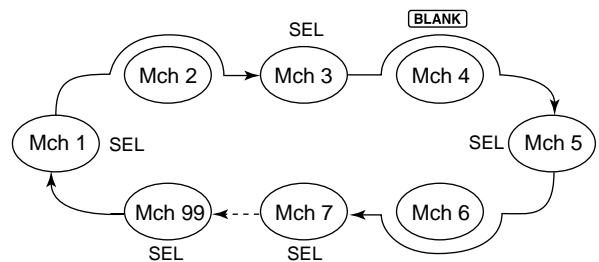 BLANK
SEL
Mch 2
Mch 3
Mch 4
Mch 1
SEL
SEL
Mch 5
Mch 99
Mch 7
Mch 6
SEL
SEL